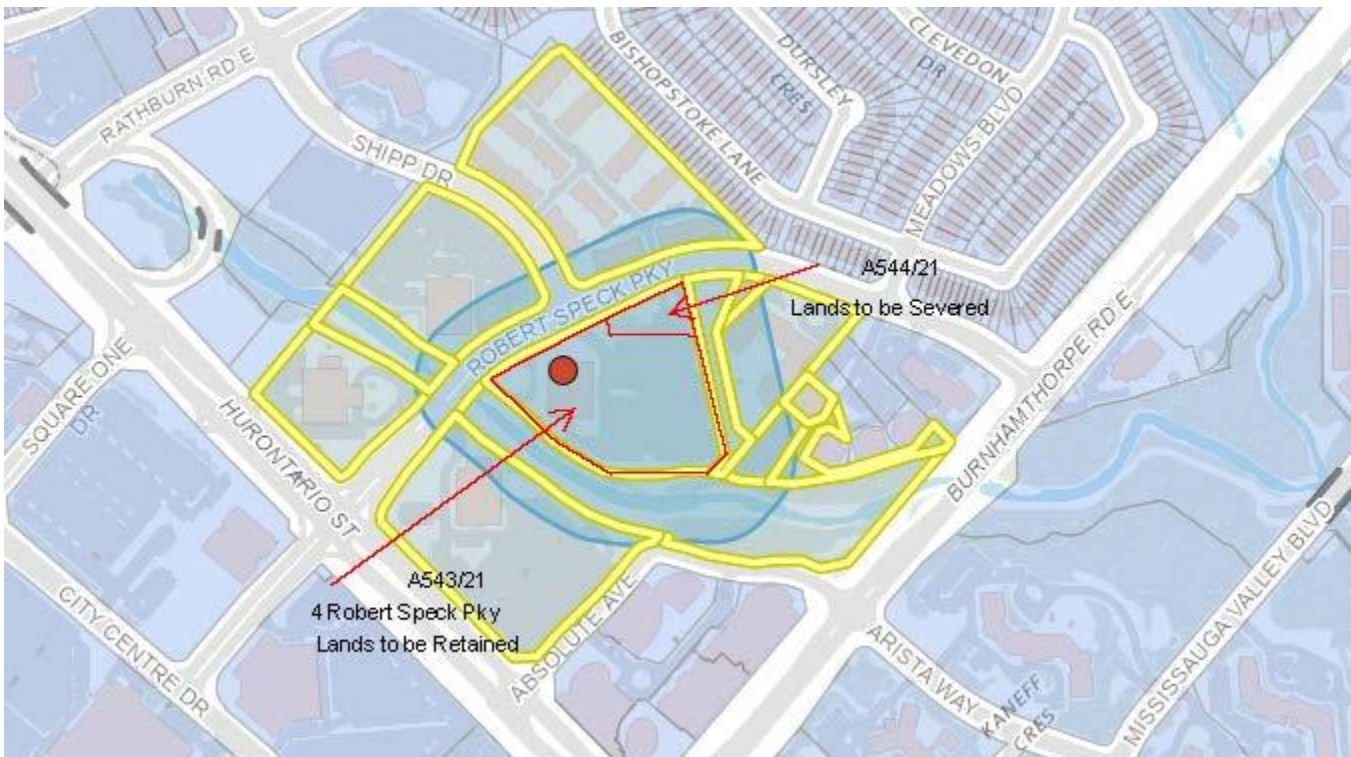 RATHBURN RD E
SHIPP DR
BISHOPSTOKE LANE
DURSLEY
CRES
CLEVEDON
DR
MEADOWS BLVD
ROBERT SPECK PKY
A544/21
Lands to be Severed
SQUARE ONE
DR
HURONTARIO ST
BURNHAMTHORPE RD E
A543/21
4 Robert Speck Pky
Lands to be Retained
CITY CENTRE DR
ABSOLUTE AVE
ARISTA WAY
KANEFF
CRES
MISSISSAUGA VALLEY BLVD